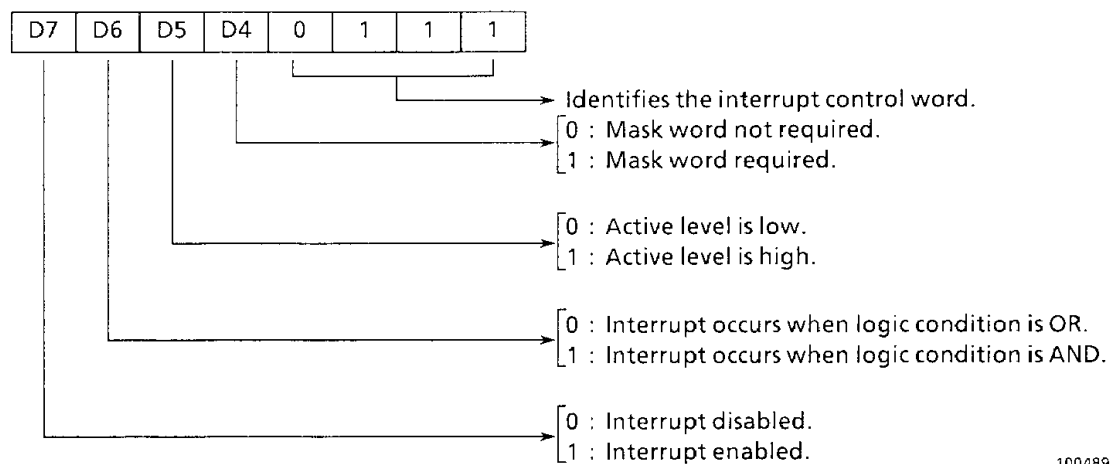 D7 D6 D5 D4 0 1 1 1
Identifies the interrupt control word.
0 : Mask word not required.
1 : Mask word required.
0 : Active level is low.
1 : Active level is high.
0 : Interrupt occurs when logic condition is OR.
1 : Interrupt occurs when logic condition is AND.
0 : Interrupt disabled.
1 : Interrupt enabled.
100489